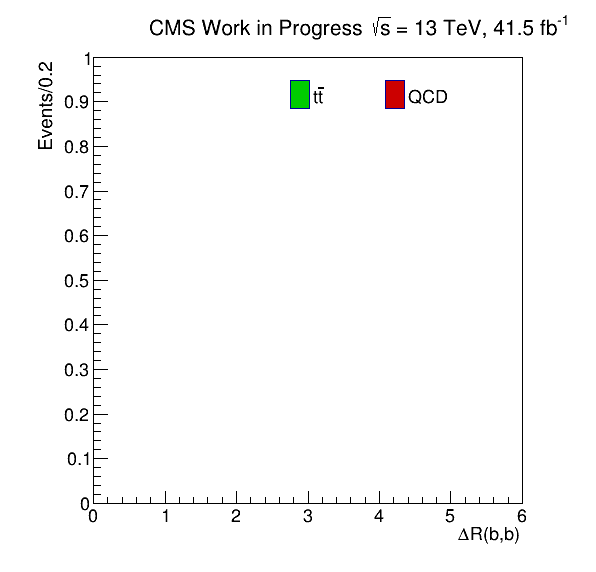 CMS Work in Progress √s = 13 TeV, 41.5 fb⁻¹
Events/0.2
1
0.9
0.8
0.7
0.6
0.5
0.4
0.3
0.2
0.1
0
tt̄
QCD
0 1 2 3 4 5 6
ΔR(b,b)